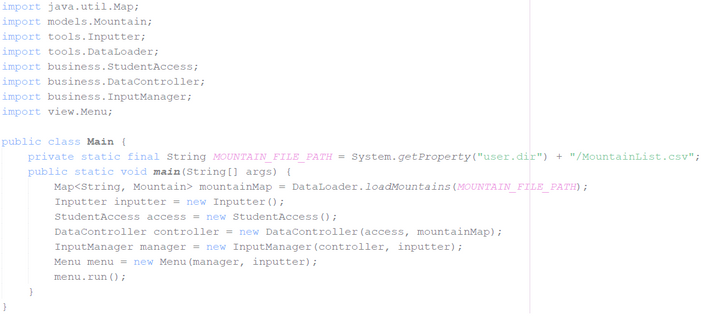 import java.util.Map;
import models.Mountain;
import tools.Inputter;
import tools.DataLoader;
import business.StudentAccess;
import business.DataController;
import business.InputManager;
import view.Menu;
public class Main {
private static final String MOUNTAIN_FILE_PATH = System.getProperty("user.dir") + "/MountainList.csv";
public static void main(String[] args) {
Map<String, Mountain> mountainMap = DataLoader.loadMountains(MOUNTAIN_FILE_PATH);
Inputter inputter = new Inputter();
StudentAccess access = new StudentAccess();
DataController controller = new DataController(access, mountainMap);
InputManager manager = new InputManager(controller, inputter);
Menu menu = new Menu(manager, inputter);
menu.run();
}
}